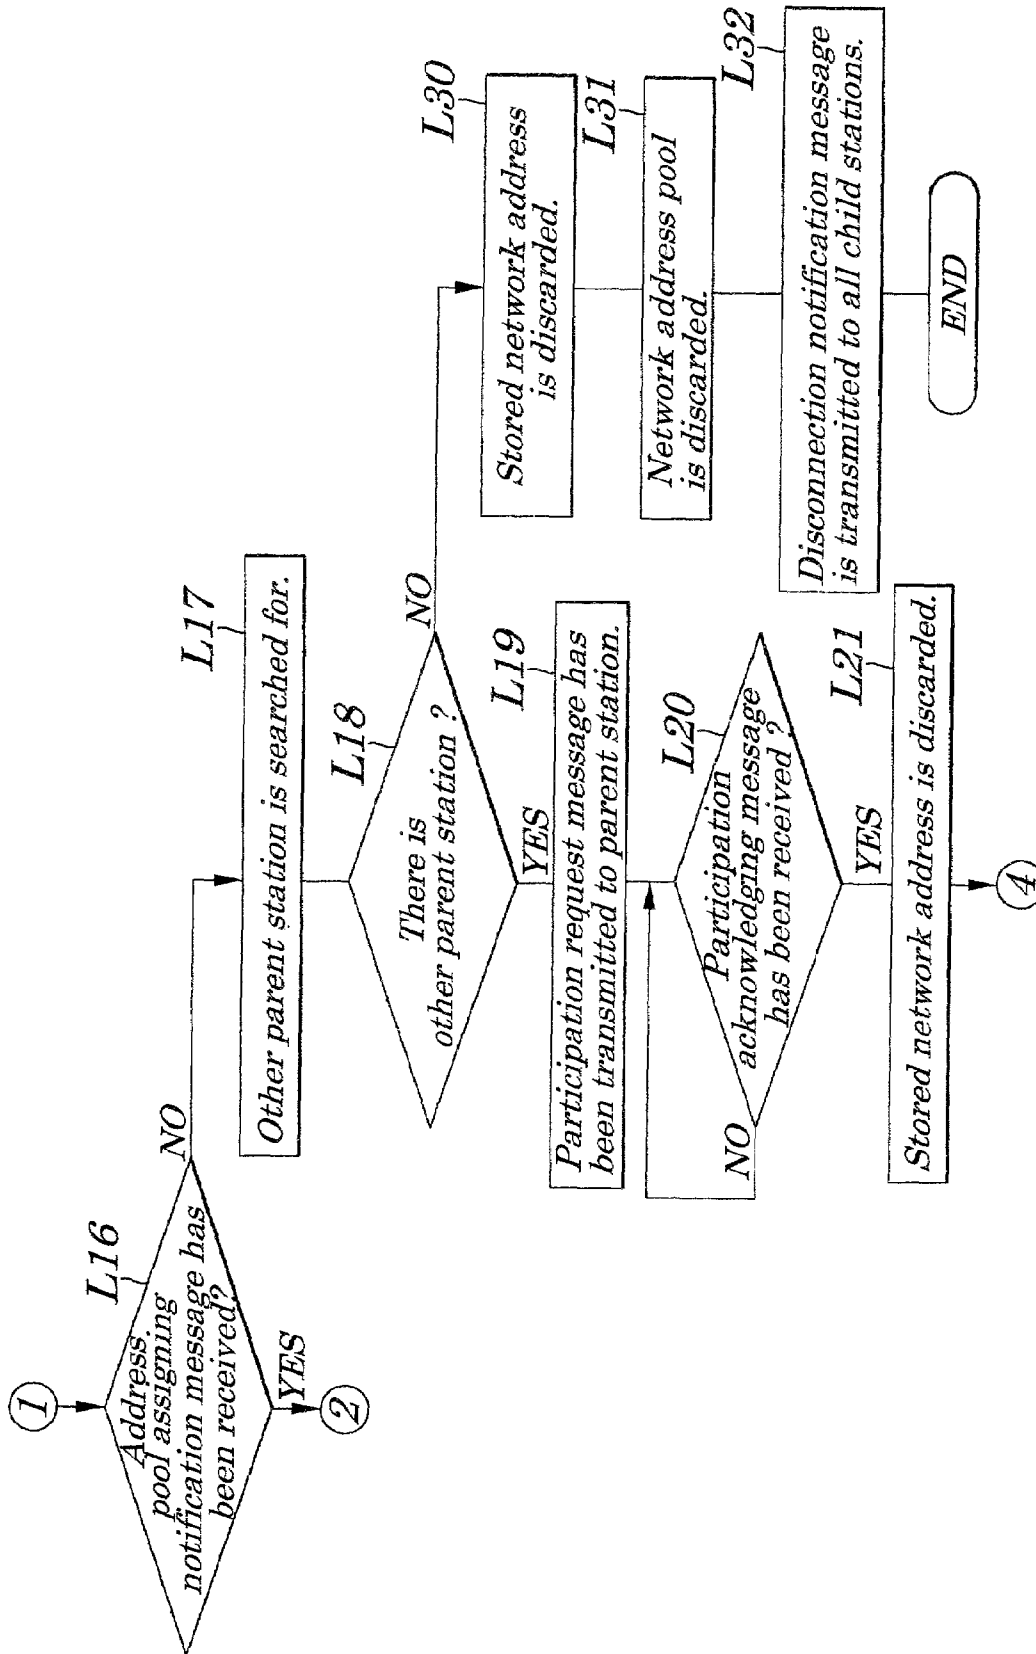 1
L16
Address
pool assigning
notification message has
been received?
NO
YES
2
L17
Other parent station is searched for.
L18
There is
other parent station ?
NO
YES
L19
Participation request message has
been transmitted to parent station.
L20
Participation
acknowledging message
has been received ?
NO
YES
L21
Stored network address is discarded.
4
L30
Stored network address
is discarded.
L31
Network address pool
is discarded.
L32
Disconnection notification message
is transmitted to all child stations.
END